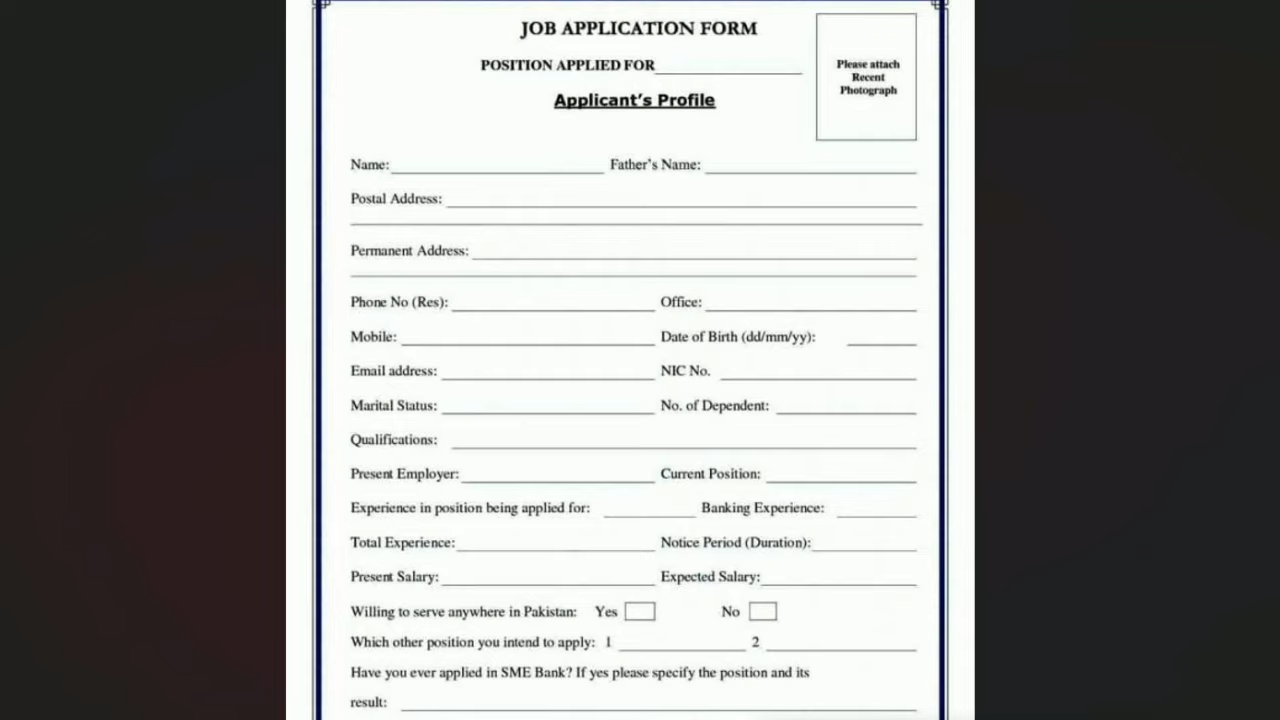 JOB APPLICATION FORM
POSITION APPLIED FOR
Please attach
Recent
Photograph
Applicant's Profile
Name: Father's Name:
Postal Address:
Permanent Address:
Phone No (Res): Office:
Mobile: Date of Birth (dd/mm/yy):
Email address: NIC No.
Marital Status: No. of Dependent:
Qualifications:
Present Employer: Current Position:
Experience in position being applied for: Banking Experience:
Total Experience: Notice Period (Duration):
Present Salary: Expected Salary:
Willing to serve anywhere in Pakistan: Yes No
Which other position you intend to apply: 1 2
Have you ever applied in SME Bank? If yes please specify the position and its
result: